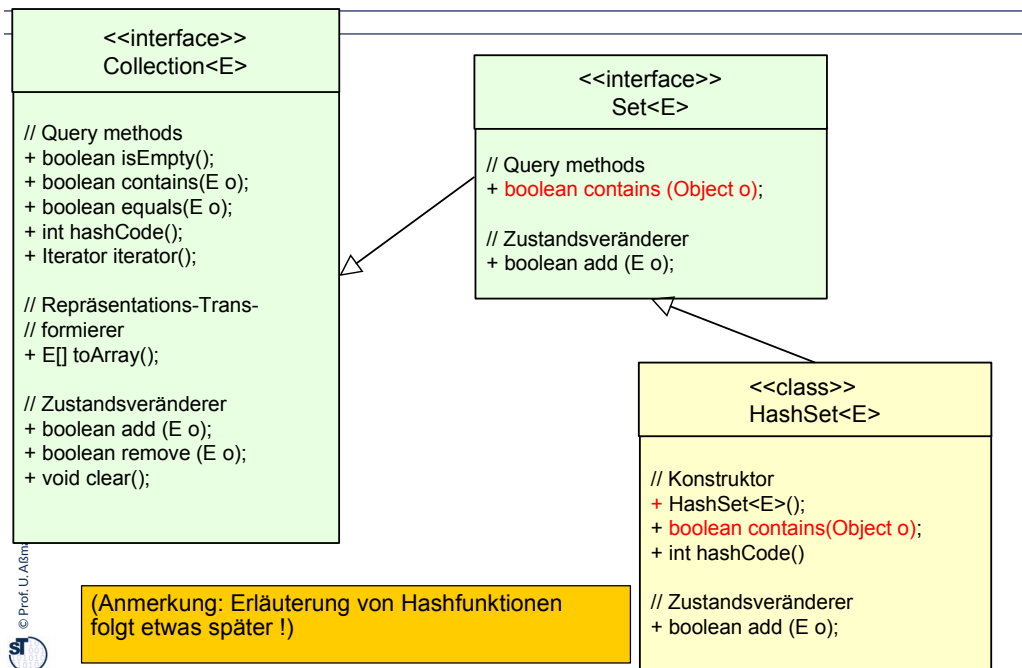 <<interface>>
Collection<E>
// Query methods
+ boolean isEmpty();
+ boolean contains(E o);
+ boolean equals(E o);
+ int hashCode();
+ Iterator iterator();
// Repräsentations-Trans-
// formierer
+ E[] toArray();
// Zustandsveränderer
+ boolean add (E o);
+ boolean remove (E o);
+ void clear();
<<interface>>
Set<E>
// Query methods
+ boolean contains (Object o);
// Zustandsveränderer
+ boolean add (E o);
<<class>>
HashSet<E>
// Konstruktor
+ HashSet<E>();
+ boolean contains(Object o);
+ int hashCode()
// Zustandsveränderer
+ boolean add (E o);
(Anmerkung: Erläuterung von Hashfunktionen
folgt etwas später !)
© Prof. U. Aßm
ST